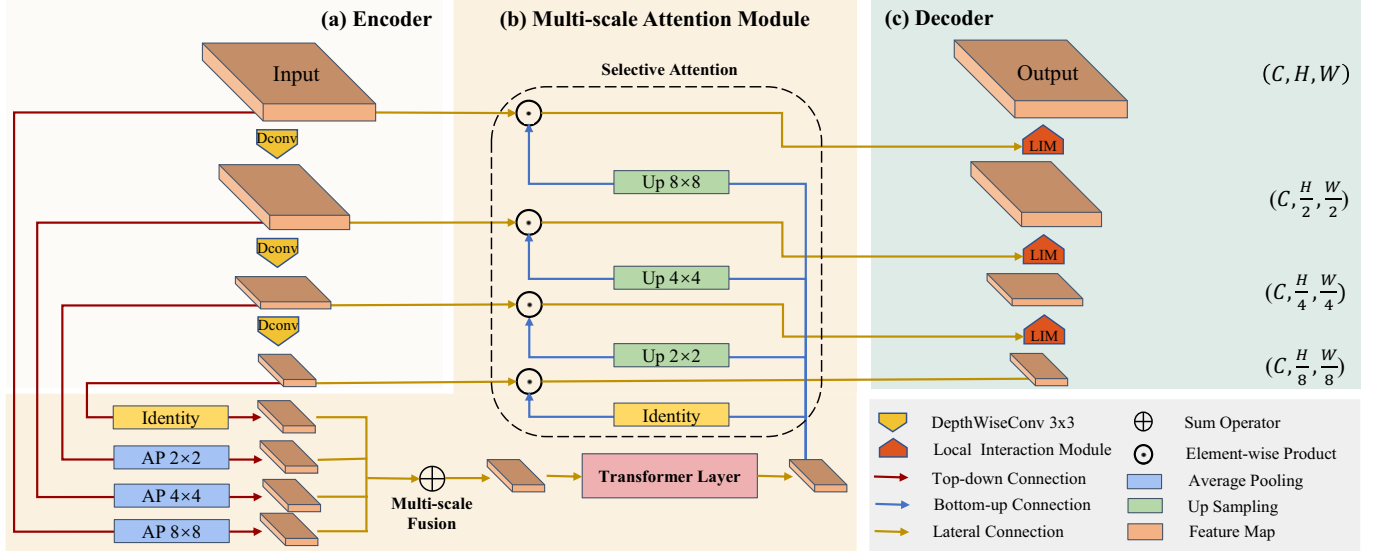 (a) Encoder
(b) Multi-scale Attention Module
(c) Decoder
Input
Dconv
Dconv
Dconv
Identity
AP 2×2
AP 4×4
AP 8×8
Multi-scale
Fusion
Selective Attention
Up 8×8
Up 4×4
Up 2×2
Identity
Transformer Layer
Output
LIM
LIM
LIM
(C, H, W)
(C, H/2, W/2)
(C, H/4, W/4)
(C, H/8, W/8)
DepthWiseConv 3x3
Local Interaction Module
Top-down Connection
Bottom-up Connection
Lateral Connection
Sum Operator
Element-wise Product
Average Pooling
Up Sampling
Feature Map